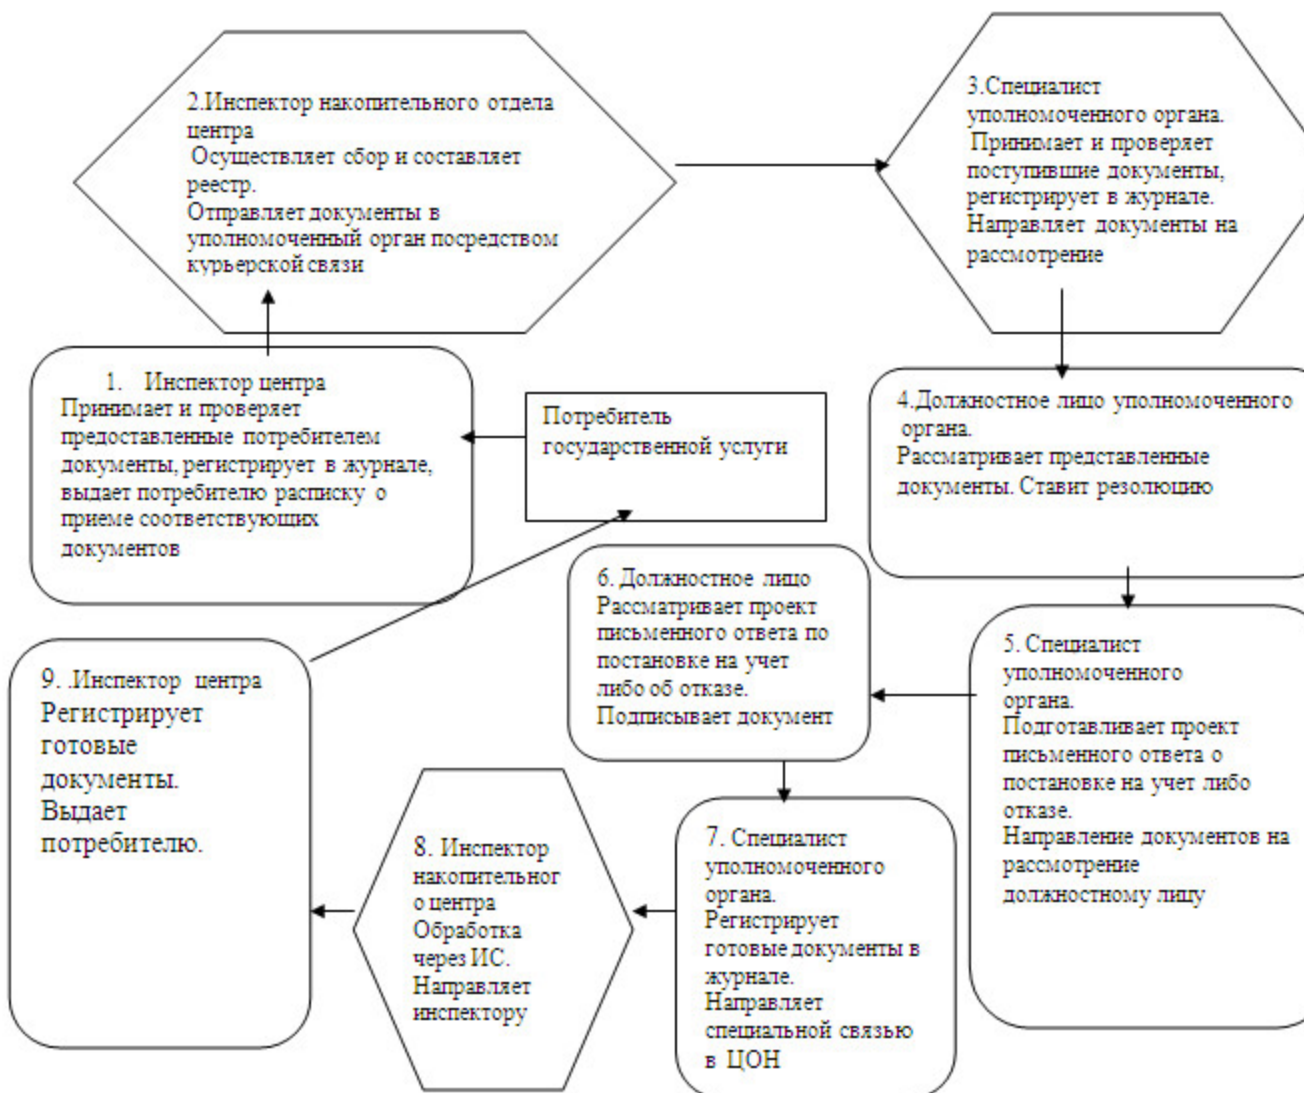 2.Инспектор накопительного отдела
центра
Осуществляет сбор и составляет
реестр.
Отправляет документы в
уполномоченный орган посредством
курьерской связи
3.Специалист
уполномоченного органа.
Принимает и проверяет
поступившие документы,
регистрирует в журнале.
Направляет документы на
рассмотрение
1. Инспектор центра
Принимает и проверяет
предоставленные потребителем
документы, регистрирует в журнале,
выдает потребителю расписку о
приеме соответствующих
документов
Потребитель
государственной услуги
4.Должностное лицо уполномоченного
органа.
Рассматривает представленные
документы. Ставит резолюцию
6. Должностное лицо
Рассматривает проект
письменного ответа по
постановке на учет
либо об отказе.
Подписывает документ
5. Специалист
уполномоченного
органа.
Подготавливает проект
письменного ответа о
постановке на учет либо
отказе.
Направление документов на
рассмотрение
должностному лицу
9. .Инспектор центра
Регистрирует
готовые
документы.
Выдает
потребителю.
8. Инспектор
накопительног
о центра
Обработка
через ИС.
Направляет
инспектору
7. Специалист
уполномоченного
органа.
Регистрирует
готовые документы в
журнале.
Направляет
специальной связью
в ЦОН